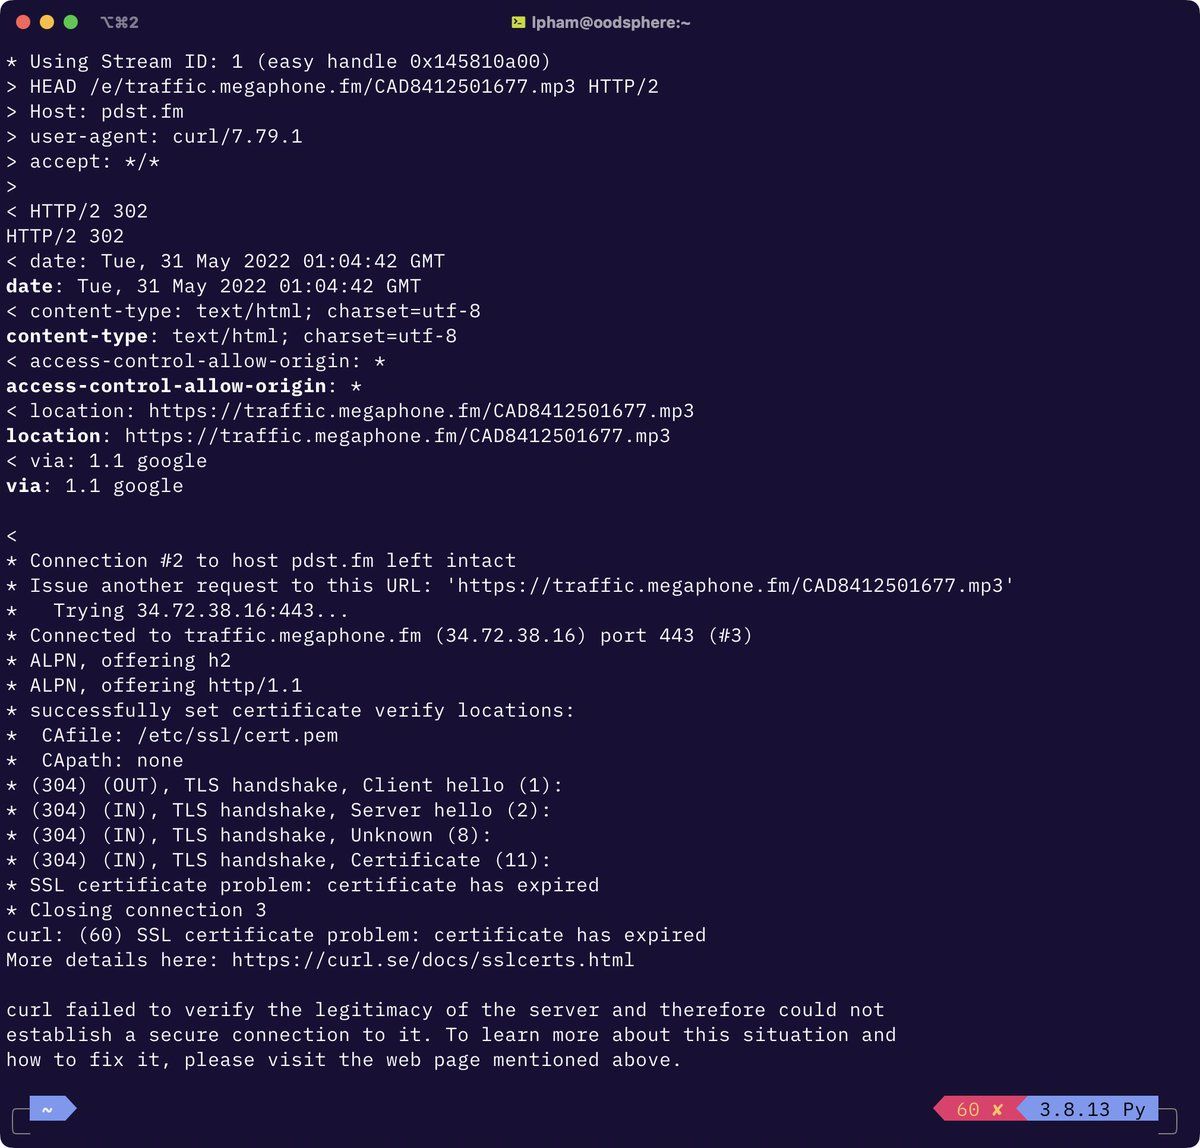 ⌥⌘2
lpham@oodsphere:~
* Using Stream ID: 1 (easy handle 0x145810a00)
> HEAD /e/traffic.megaphone.fm/CAD8412501677.mp3 HTTP/2
> Host: pdst.fm
> user-agent: curl/7.79.1
> accept: */*
>
< HTTP/2 302
HTTP/2 302
< date: Tue, 31 May 2022 01:04:42 GMT
date: Tue, 31 May 2022 01:04:42 GMT
< content-type: text/html; charset=utf-8
content-type: text/html; charset=utf-8
< access-control-allow-origin: *
access-control-allow-origin: *
< location: https://traffic.megaphone.fm/CAD8412501677.mp3
location: https://traffic.megaphone.fm/CAD8412501677.mp3
< via: 1.1 google
via: 1.1 google
<
* Connection #2 to host pdst.fm left intact
* Issue another request to this URL: 'https://traffic.megaphone.fm/CAD8412501677.mp3'
*   Trying 34.72.38.16:443...
* Connected to traffic.megaphone.fm (34.72.38.16) port 443 (#3)
* ALPN, offering h2
* ALPN, offering http/1.1
* successfully set certificate verify locations:
*  CAfile: /etc/ssl/cert.pem
*  CApath: none
* (304) (OUT), TLS handshake, Client hello (1):
* (304) (IN), TLS handshake, Server hello (2):
* (304) (IN), TLS handshake, Unknown (8):
* (304) (IN), TLS handshake, Certificate (11):
* SSL certificate problem: certificate has expired
* Closing connection 3
curl: (60) SSL certificate problem: certificate has expired
More details here: https://curl.se/docs/sslcerts.html
curl failed to verify the legitimacy of the server and therefore could not
establish a secure connection to it. To learn more about this situation and
how to fix it, please visit the web page mentioned above.
~
60 ✘ 3.8.13 Py